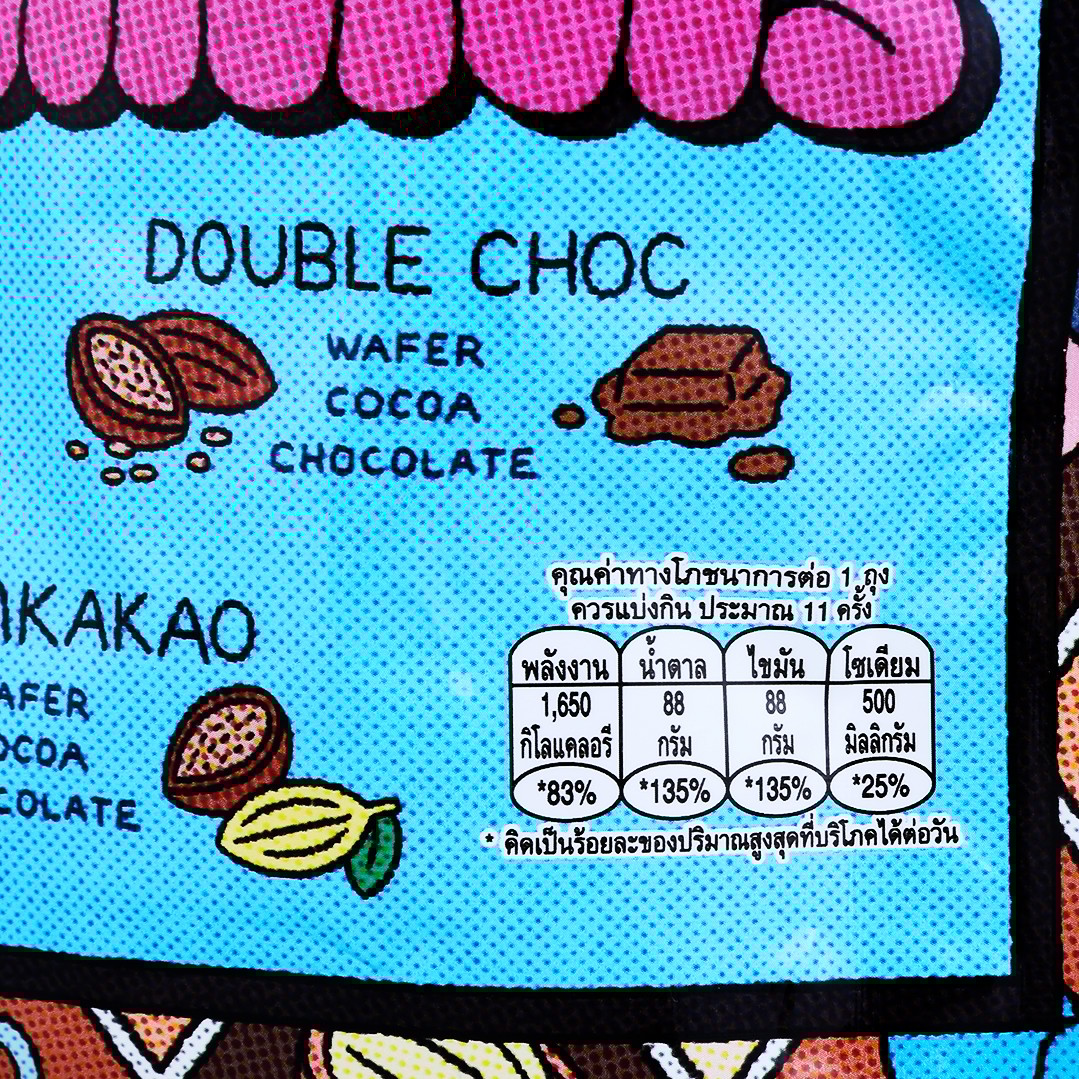 DOUBLE CHOC
WAFER
COCOA
CHOCOLATE
คุณค่าทางโภชนาการต่อ 1 ถุง
ควรแบ่งกิน ประมาณ 11 ครั้ง
พลังงาน น้ำตาล ไขมัน โซเดียม
1,650 88 88 500
กิโลแคลอรี กรัม กรัม มิลลิกรัม
*83% *135% *135% *25%
* คิดเป็นร้อยละของปริมาณสูงสุดที่บริโภคได้ต่อวัน
KAKAO
AFER
OCOA
COLATE